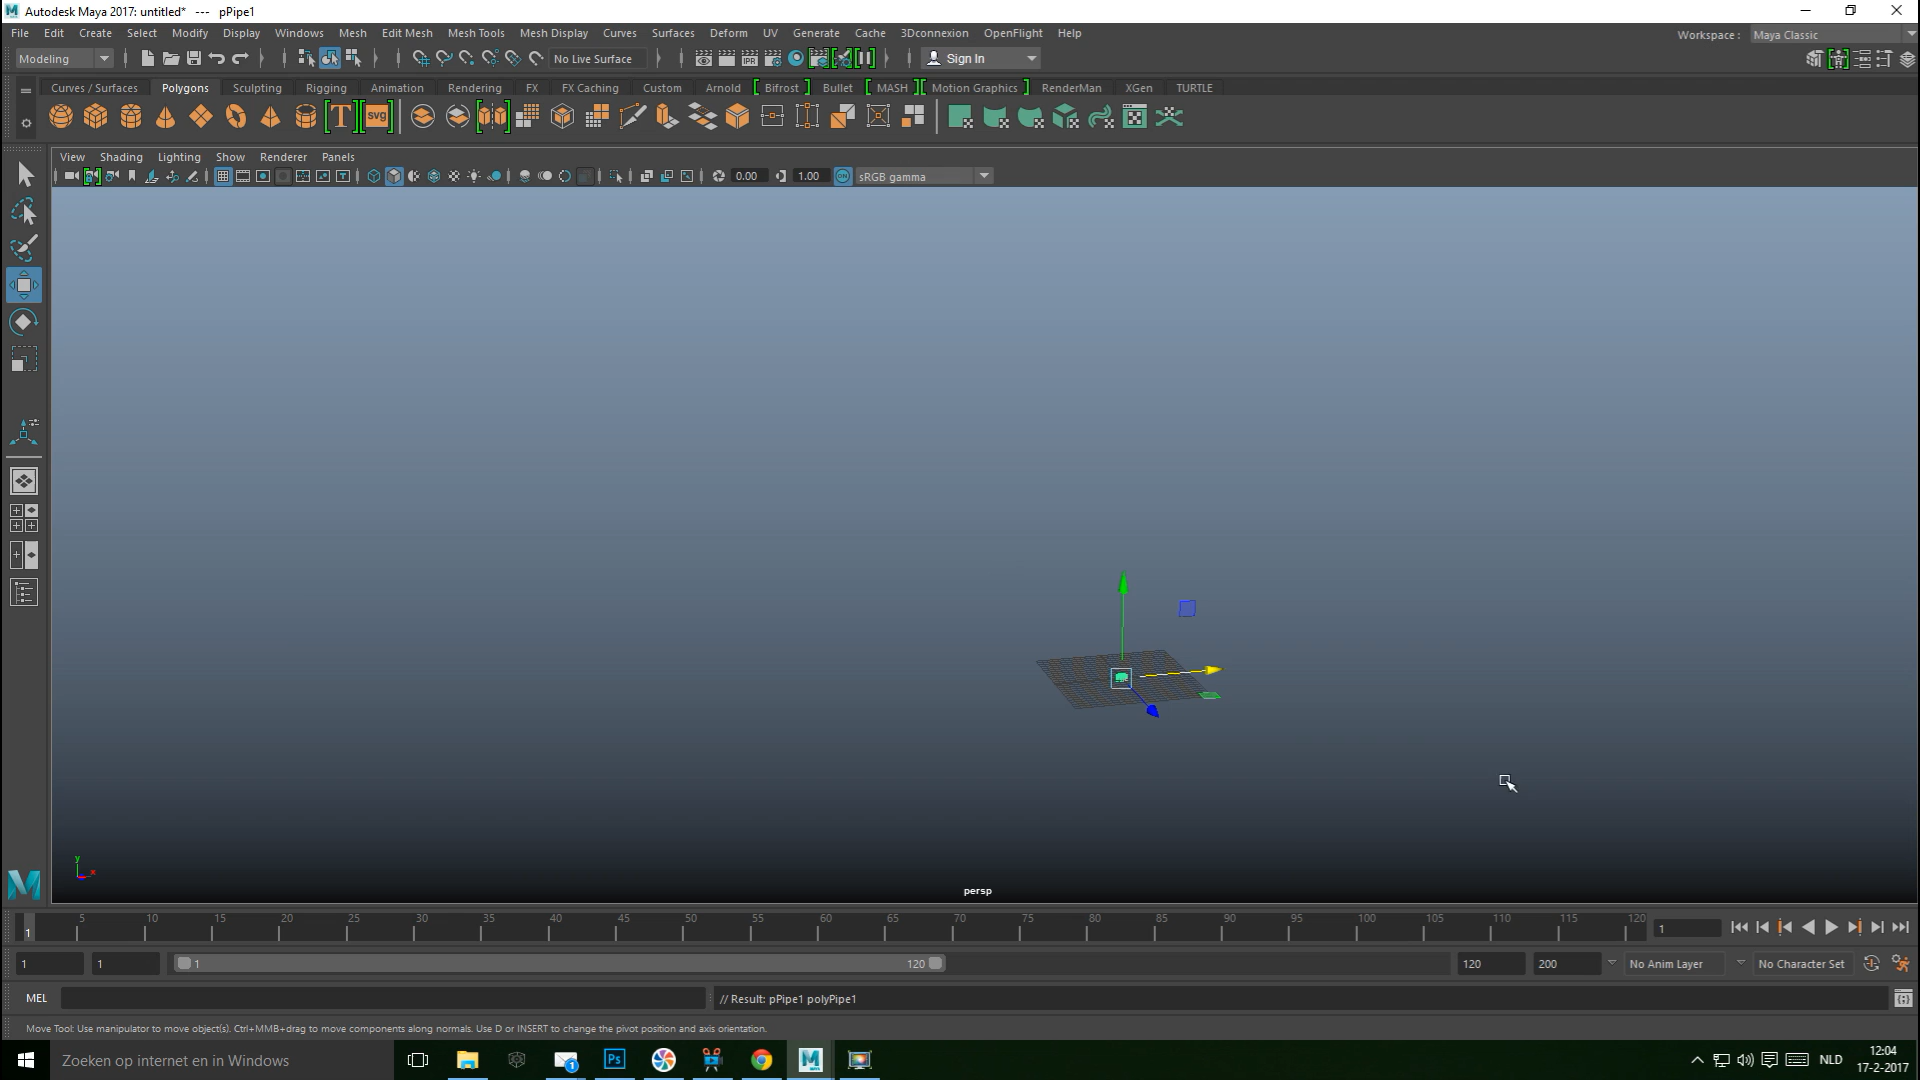 Autodesk Maya 2017: untitled* --- pPipe1
File Edit Create Select Modify Display Windows Mesh Edit Mesh Mesh Tools Mesh Display Curves Surfaces Deform UV Generate Cache 3Dconnexion OpenFlight Help
Workspace : Maya Classic
Modeling No Live Surface IPR Sign In
Curves / Surfaces Polygons Sculpting Rigging Animation Rendering FX FX Caching Custom Arnold Bifrost Bullet MASH Motion Graphics RenderMan XGen TURTLE
T svg
View Shading Lighting Show Renderer Panels
0.00 1.00 ON sRGB gamma
y
x
persp
5 10 15 20 25 30 35 40 45 50 55 60 65 70 75 80 85 90 95 100 105 110 115 120
1 1
1 1 1 120 120 200 No Anim Layer No Character Set
MEL // Result: pPipe1 polyPipe1
Move Tool: Use manipulator to move object(s). Ctrl+MMB+drag to move components along normals. Use D or INSERT to change the pivot position and axis orientation.
Zoeken op internet en in Windows 1 Ps NLD 12:04
17-2-2017